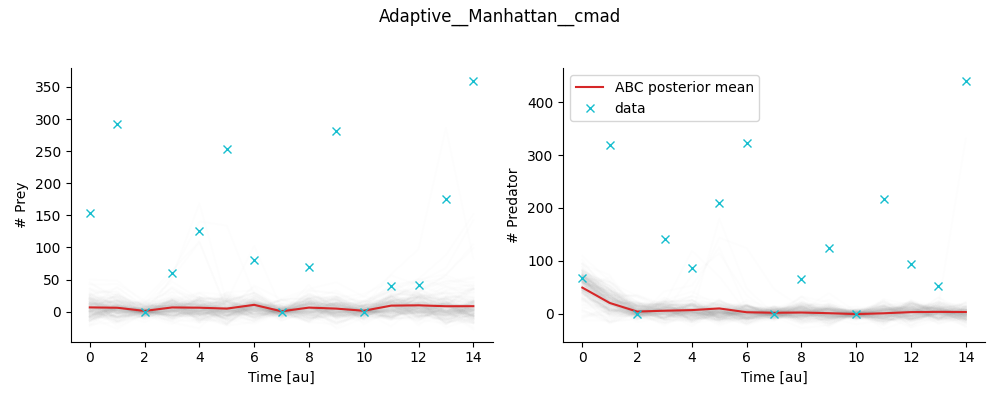 Adaptive__Manhattan__cmad
# Prey
350
300
250
200
150
100
50
0
0 2 4 6 8 10 12 14
Time [au]
# Predator
400
300
200
100
0
ABC posterior mean
data
0 2 4 6 8 10 12 14
Time [au]